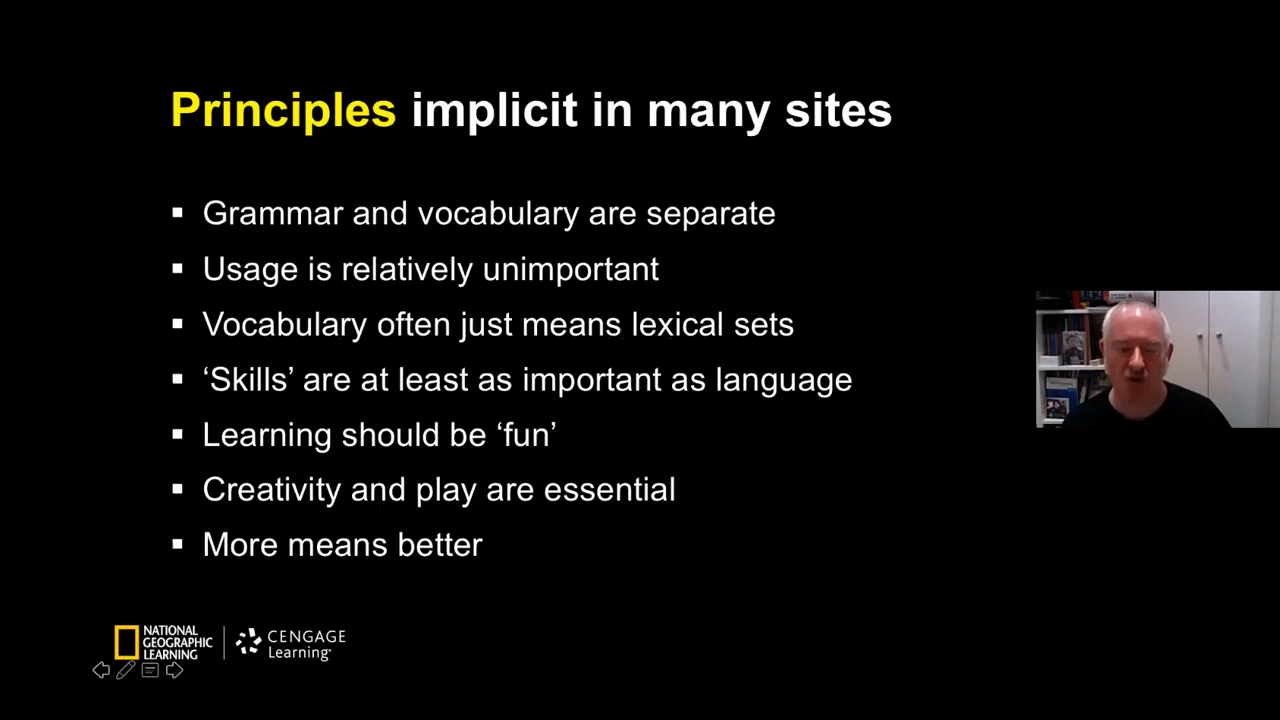 Principles implicit in many sites
▪ Grammar and vocabulary are separate
▪ Usage is relatively unimportant
▪ Vocabulary often just means lexical sets
▪ ‘Skills’ are at least as important as language
▪ Learning should be ‘fun’
▪ Creativity and play are essential
▪ More means better
NATIONAL
GEOGRAPHIC
LEARNING
CENGAGE
Learning™